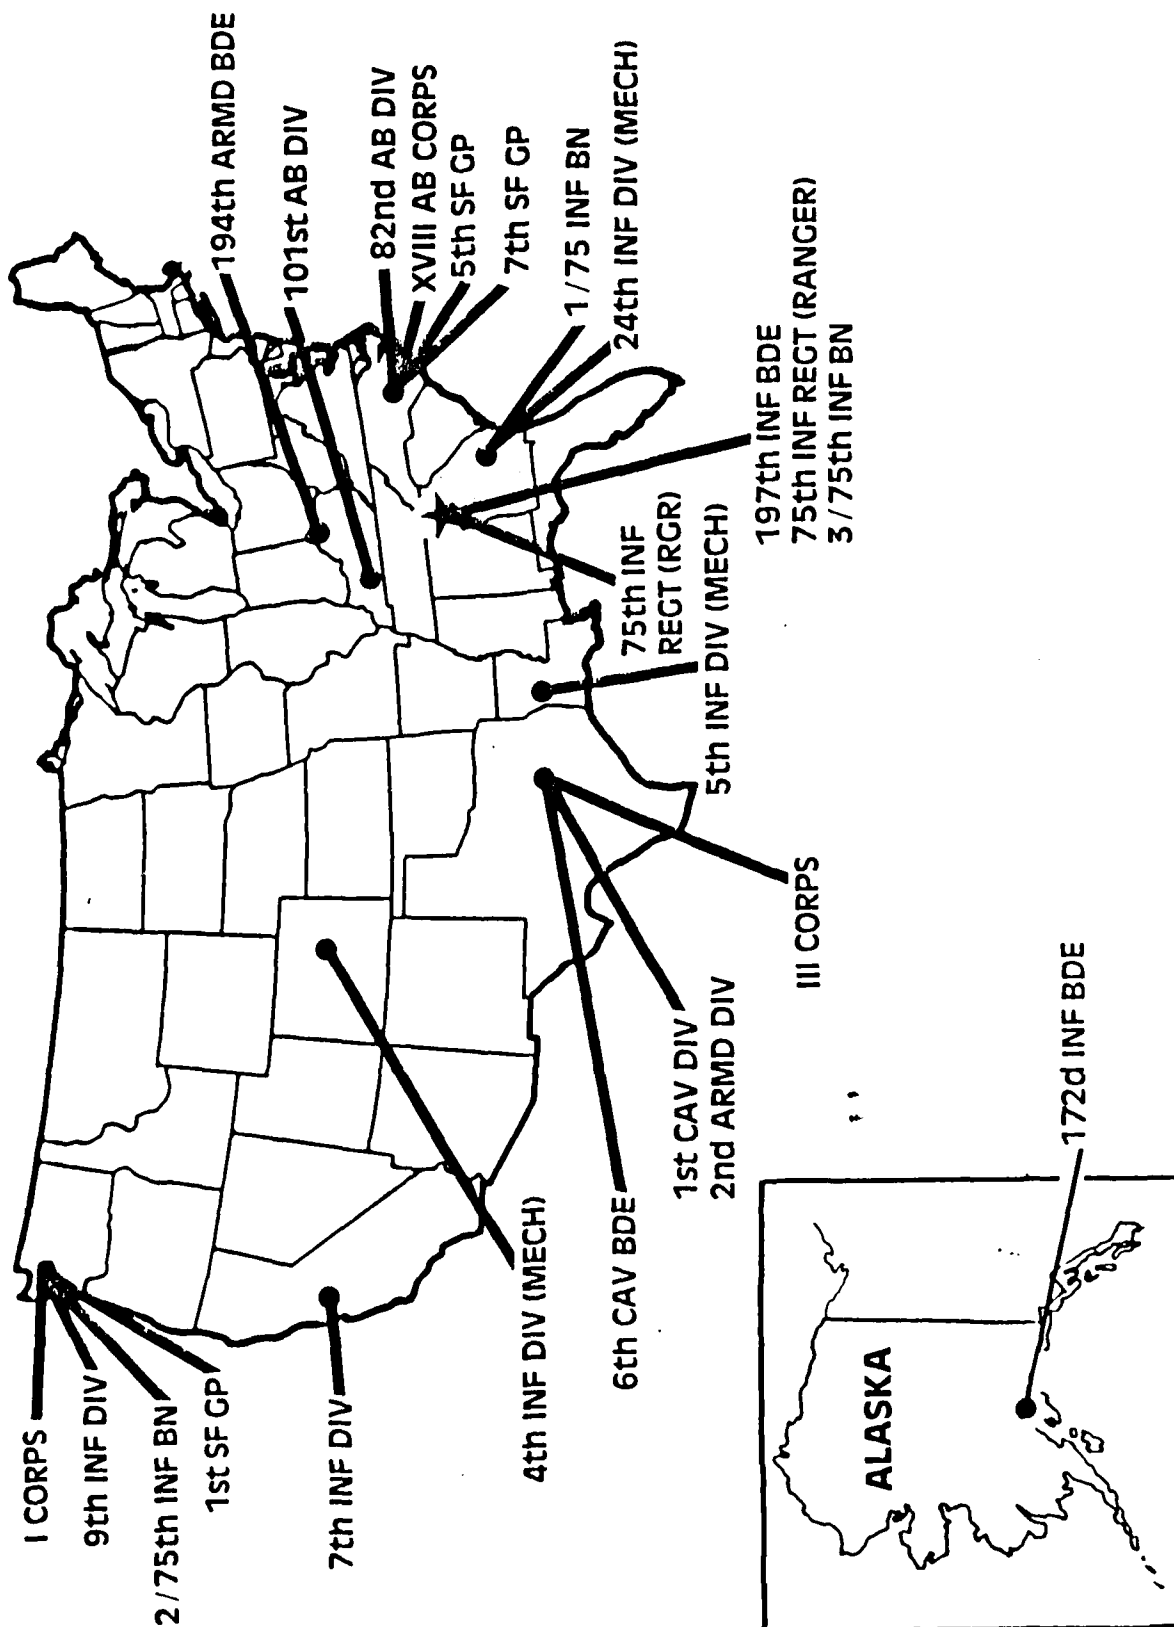 I CORPS
9th INF DIV
2/75th INF BN
1st SF GP
7th INF DIV
4th INF DIV (MECH)
6th CAV BDE
1st CAV DIV
2nd ARMD DIV
III CORPS
5th INF DIV (MECH)
75th INF
REGT (RGR)
197th INF BDE
75th INF REGT (RANGER)
3/75th INF BN
24th INF DIV (MECH)
1/75 INF BN
7th SF GP
5th SF GP
XVIII AB CORPS
82nd AB DIV
101st AB DIV
194th ARMD BDE
ALASKA
172d INF BDE